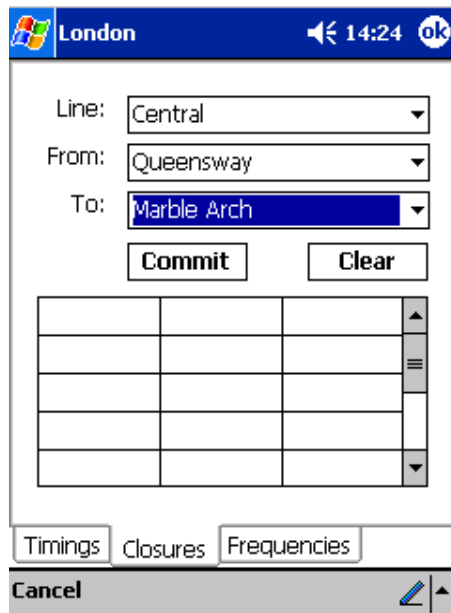 London 14:24 ok
Line: Central
From: Queensway
To: Marble Arch
Commit Clear
Timings Closures Frequencies
Cancel